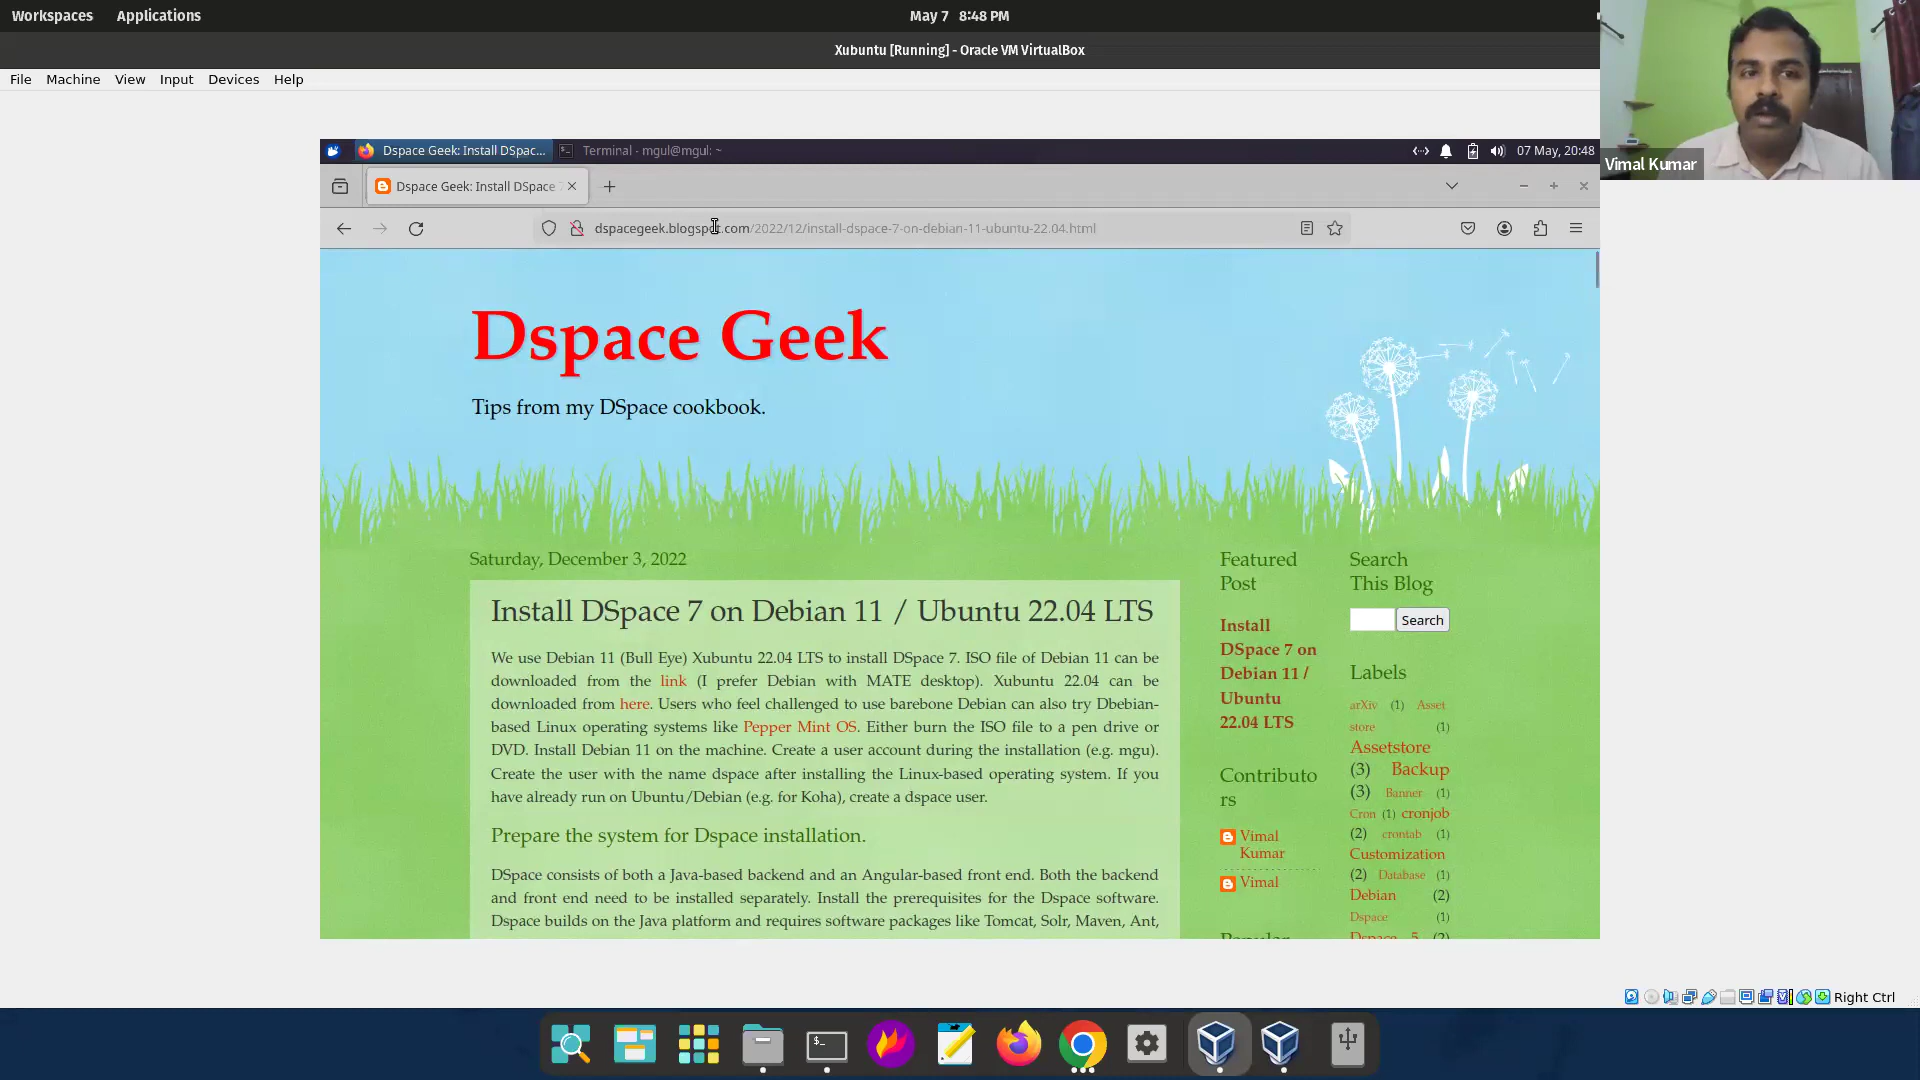 Workspaces Applications May 7 8:48 PM
Xubuntu [Running] - Oracle VM VirtualBox
File Machine View Input Devices Help
Vimal Kumar
Dspace Geek: Install DSpac... Terminal - mgul@mgul: ~ 07 May, 20:48
Dspace Geek: Install DSpace 7
dspacegeek.blogspot.com/2022/12/install-dspace-7-on-debian-11-ubuntu-22.04.html
Dspace Geek
Tips from my DSpace cookbook.
Saturday, December 3, 2022
Install DSpace 7 on Debian 11 / Ubuntu 22.04 LTS
We use Debian 11 (Bull Eye) Xubuntu 22.04 LTS to install DSpace 7. ISO file of Debian 11 can be
downloaded from the link (I prefer Debian with MATE desktop). Xubuntu 22.04 can be
downloaded from here. Users who feel challenged to use barebone Debian can also try Dbebian-
based Linux operating systems like Pepper Mint OS. Either burn the ISO file to a pen drive or
DVD. Install Debian 11 on the machine. Create a user account during the installation (e.g. mgu).
Create the user with the name dspace after installing the Linux-based operating system. If you
have already run on Ubuntu/Debian (e.g. for Koha), create a dspace user.
Prepare the system for Dspace installation.
DSpace consists of both a Java-based backend and an Angular-based front end. Both the backend
and front end need to be installed separately. Install the prerequisites for the Dspace software.
Dspace builds on the Java platform and requires software packages like Tomcat, Solr, Maven, Ant,
Featured
Post
Install
DSpace 7 on
Debian 11 /
Ubuntu
22.04 LTS
Contributo
rs
Vimal
Kumar
Vimal
Popular
Search
This Blog
Search
Labels
arXiv (1) Asset
store (1)
Assetstore
(3) Backup
(3) Banner (1)
Cron (1) cronjob
(2) crontab (1)
Customization
(2) Database (1)
Debian (2)
Dspace (1)
Dspace 5 (2)
Right Ctrl